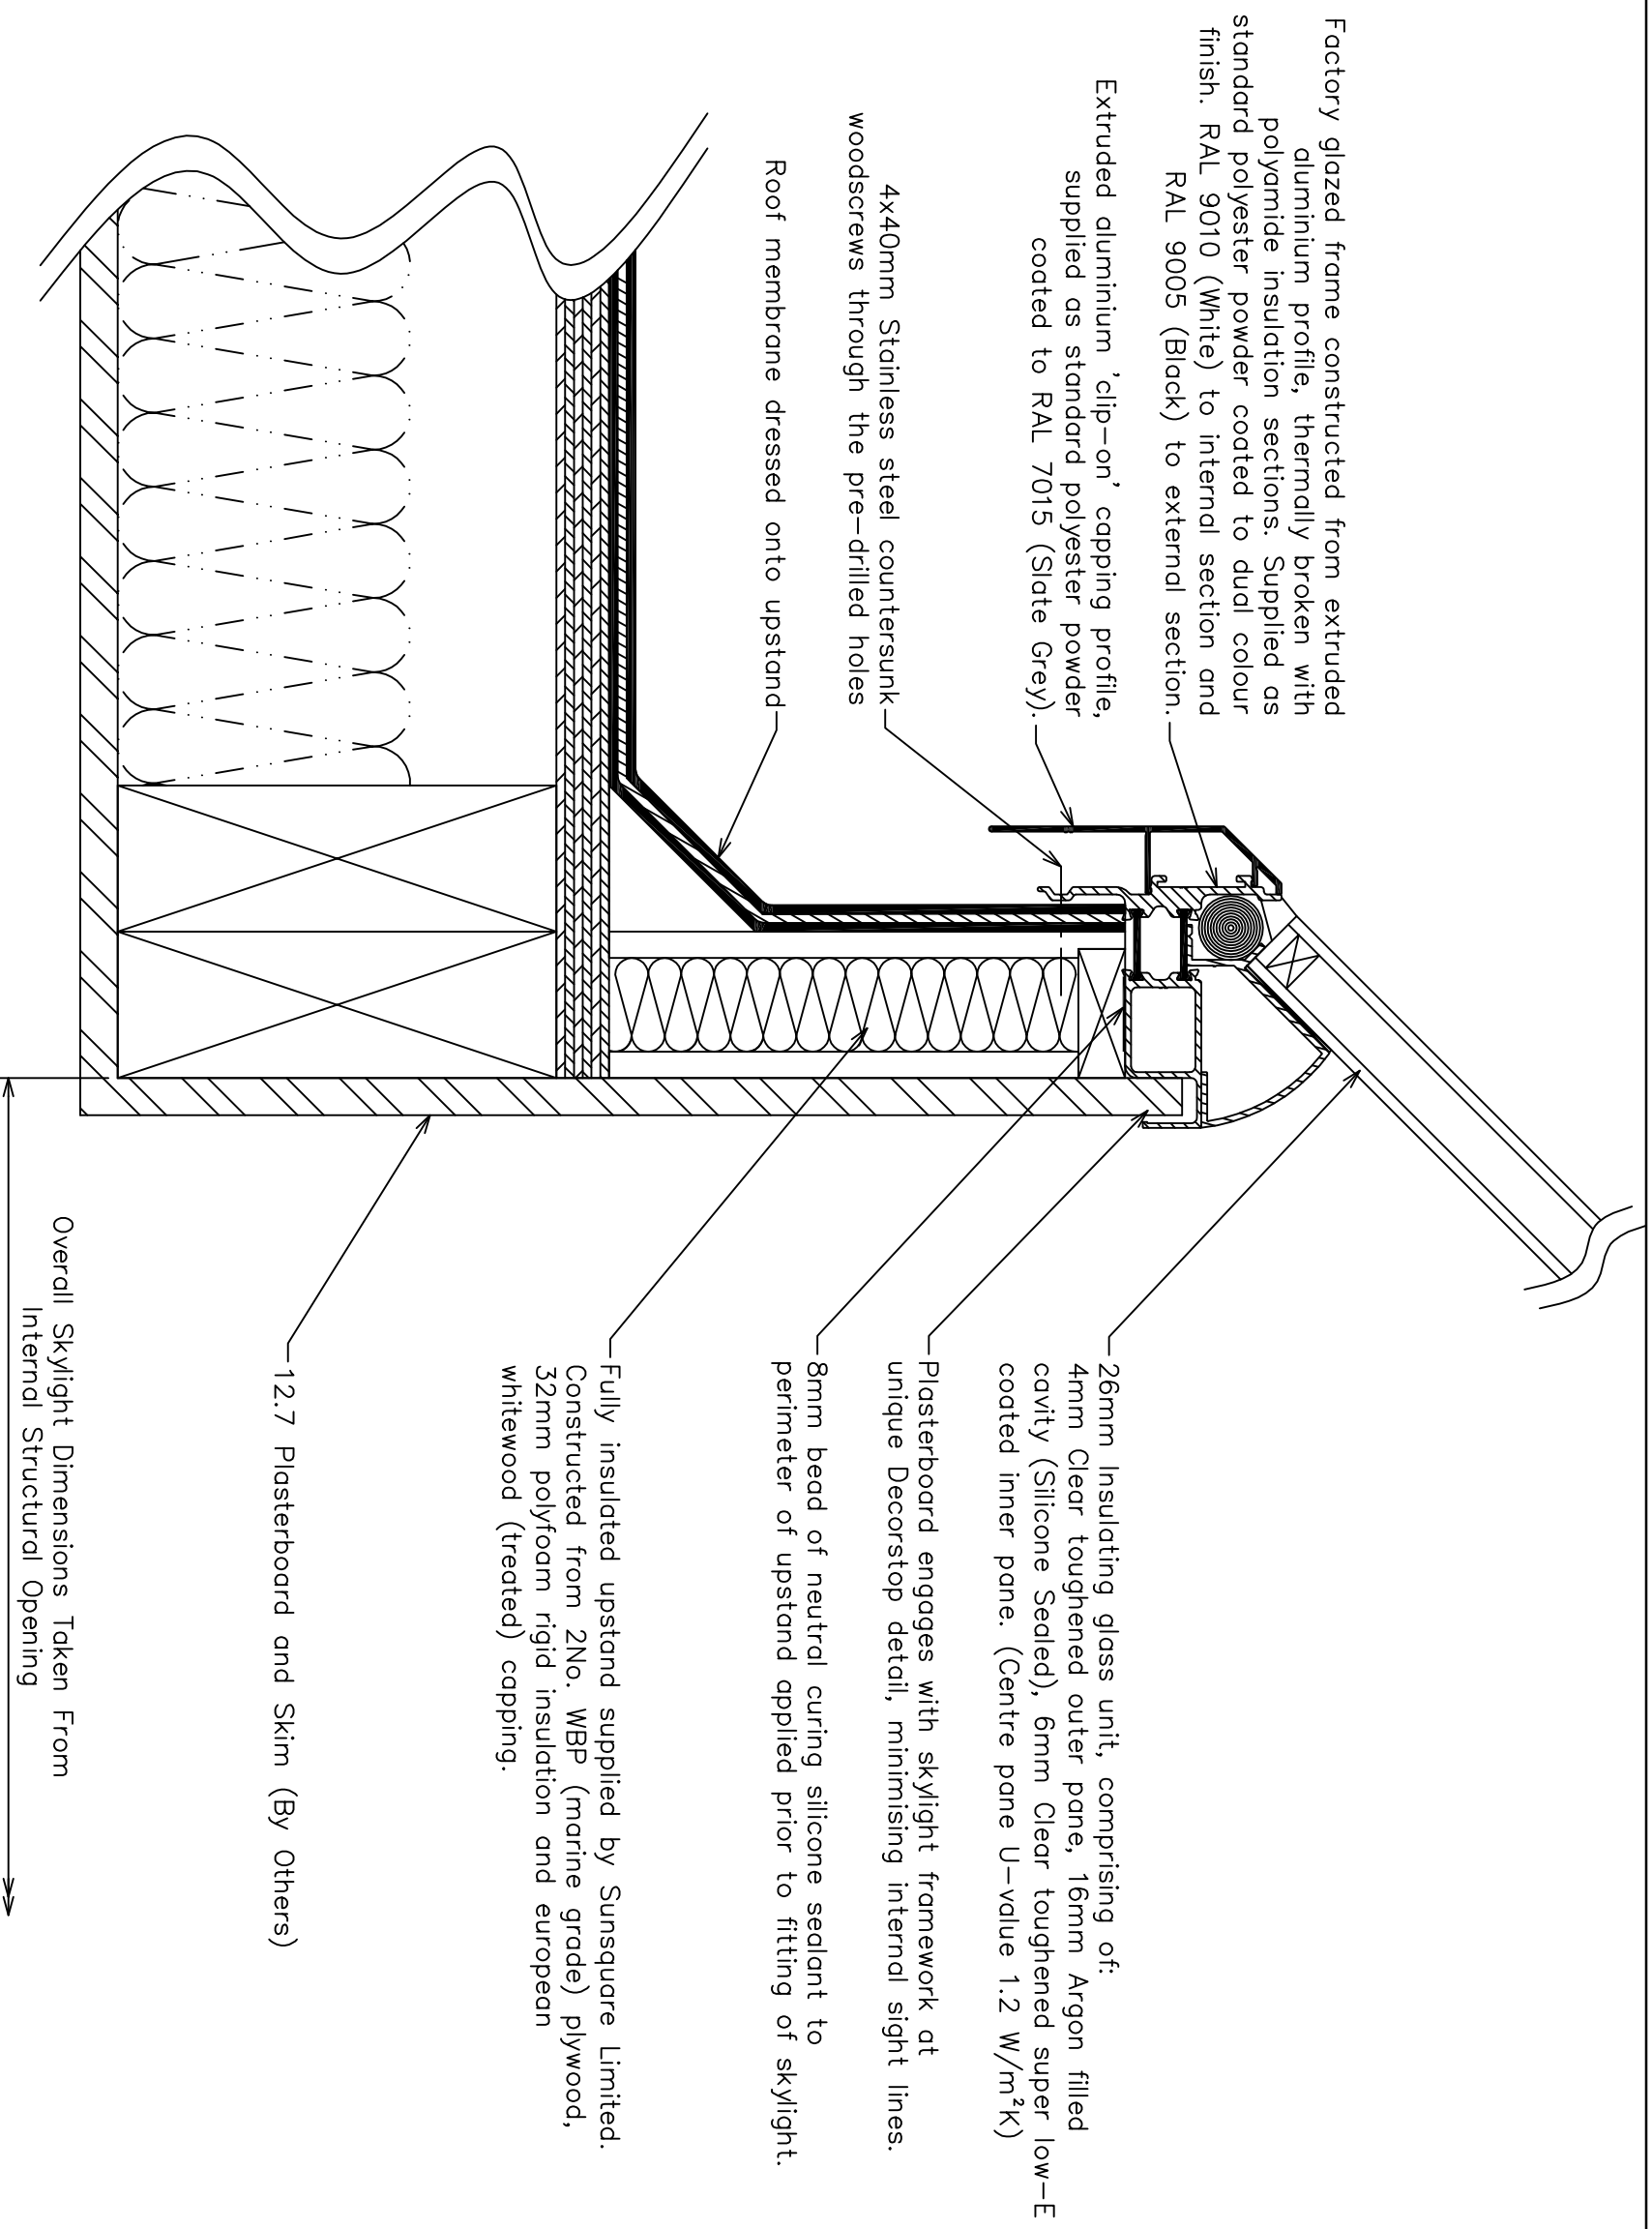 Factory glazed frame constructed from extruded
aluminium profile, thermally broken with
polyamide insulation sections. Supplied as
standard polyester powder coated to dual colour
finish. RAL 9010 (White) to internal section and
RAL 9005 (Black) to external section.
Extruded aluminium 'clip-on' capping profile,
supplied as standard polyester powder
coated to RAL 7015 (Slate Grey).
4x40mm Stainless steel countersunk
woodscrews through the pre-drilled holes
Roof membrane dressed onto upstand
26mm Insulating glass unit, comprising of:
4mm Clear toughened outer pane, 16mm Argon filled
cavity (Silicone Sealed), 6mm Clear toughened super low-E
coated inner pane. (Centre pane U-value 1.2 W/m²K)
Plasterboard engages with skylight framework at
unique Decorstop detail, minimising internal sight lines.
8mm bead of neutral curing silicone sealant to
perimeter of upstand applied prior to fitting of skylight.
Fully insulated upstand supplied by Sunsquare Limited.
Constructed from 2No. WBP (marine grade) plywood,
32mm polyfoam rigid insulation and european
whitewood (treated) capping.
12.7 Plasterboard and Skim (By Others)
Overall Skylight Dimensions Taken From
Internal Structural Opening